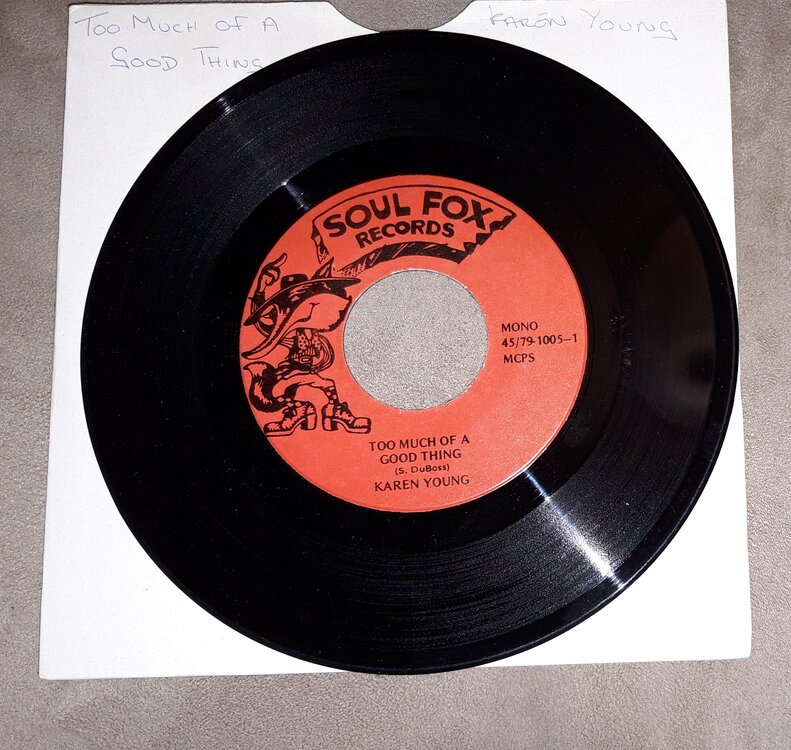 Too Much of a Karen Young
Good Thing
SOUL FOX
RECORDS
MONO
45/79-1005-1
MCPS
TOO MUCH OF A
GOOD THING
(S. DuBoss)
KAREN YOUNG